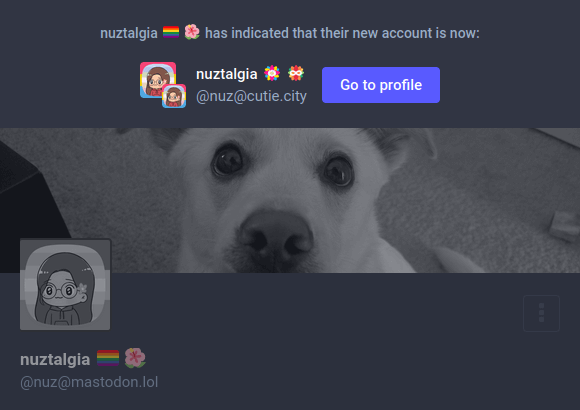 nuztalgia 🏳️‍🌈 🌺 has indicated that their new account is now:
nuztalgia
@nuz@cutie.city
Go to profile
nuztalgia 🏳️‍🌈 🌺
@nuz@mastodon.lol